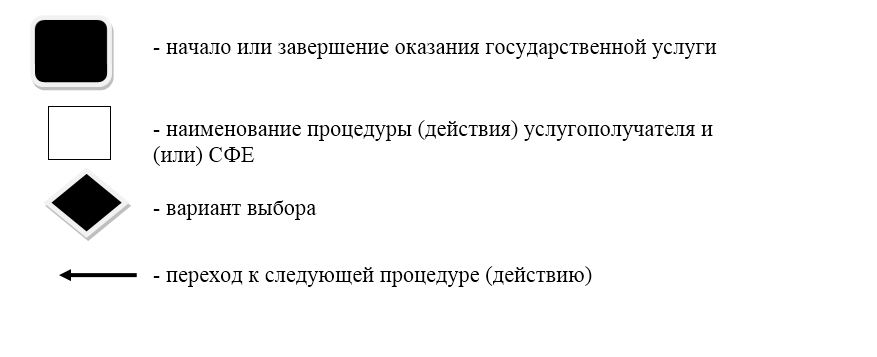 - начало или завершение оказания государственной услуги
- наименование процедуры (действия) услугополучателя и
(или) СФЕ
- вариант выбора
- переход к следующей процедуре (действию)